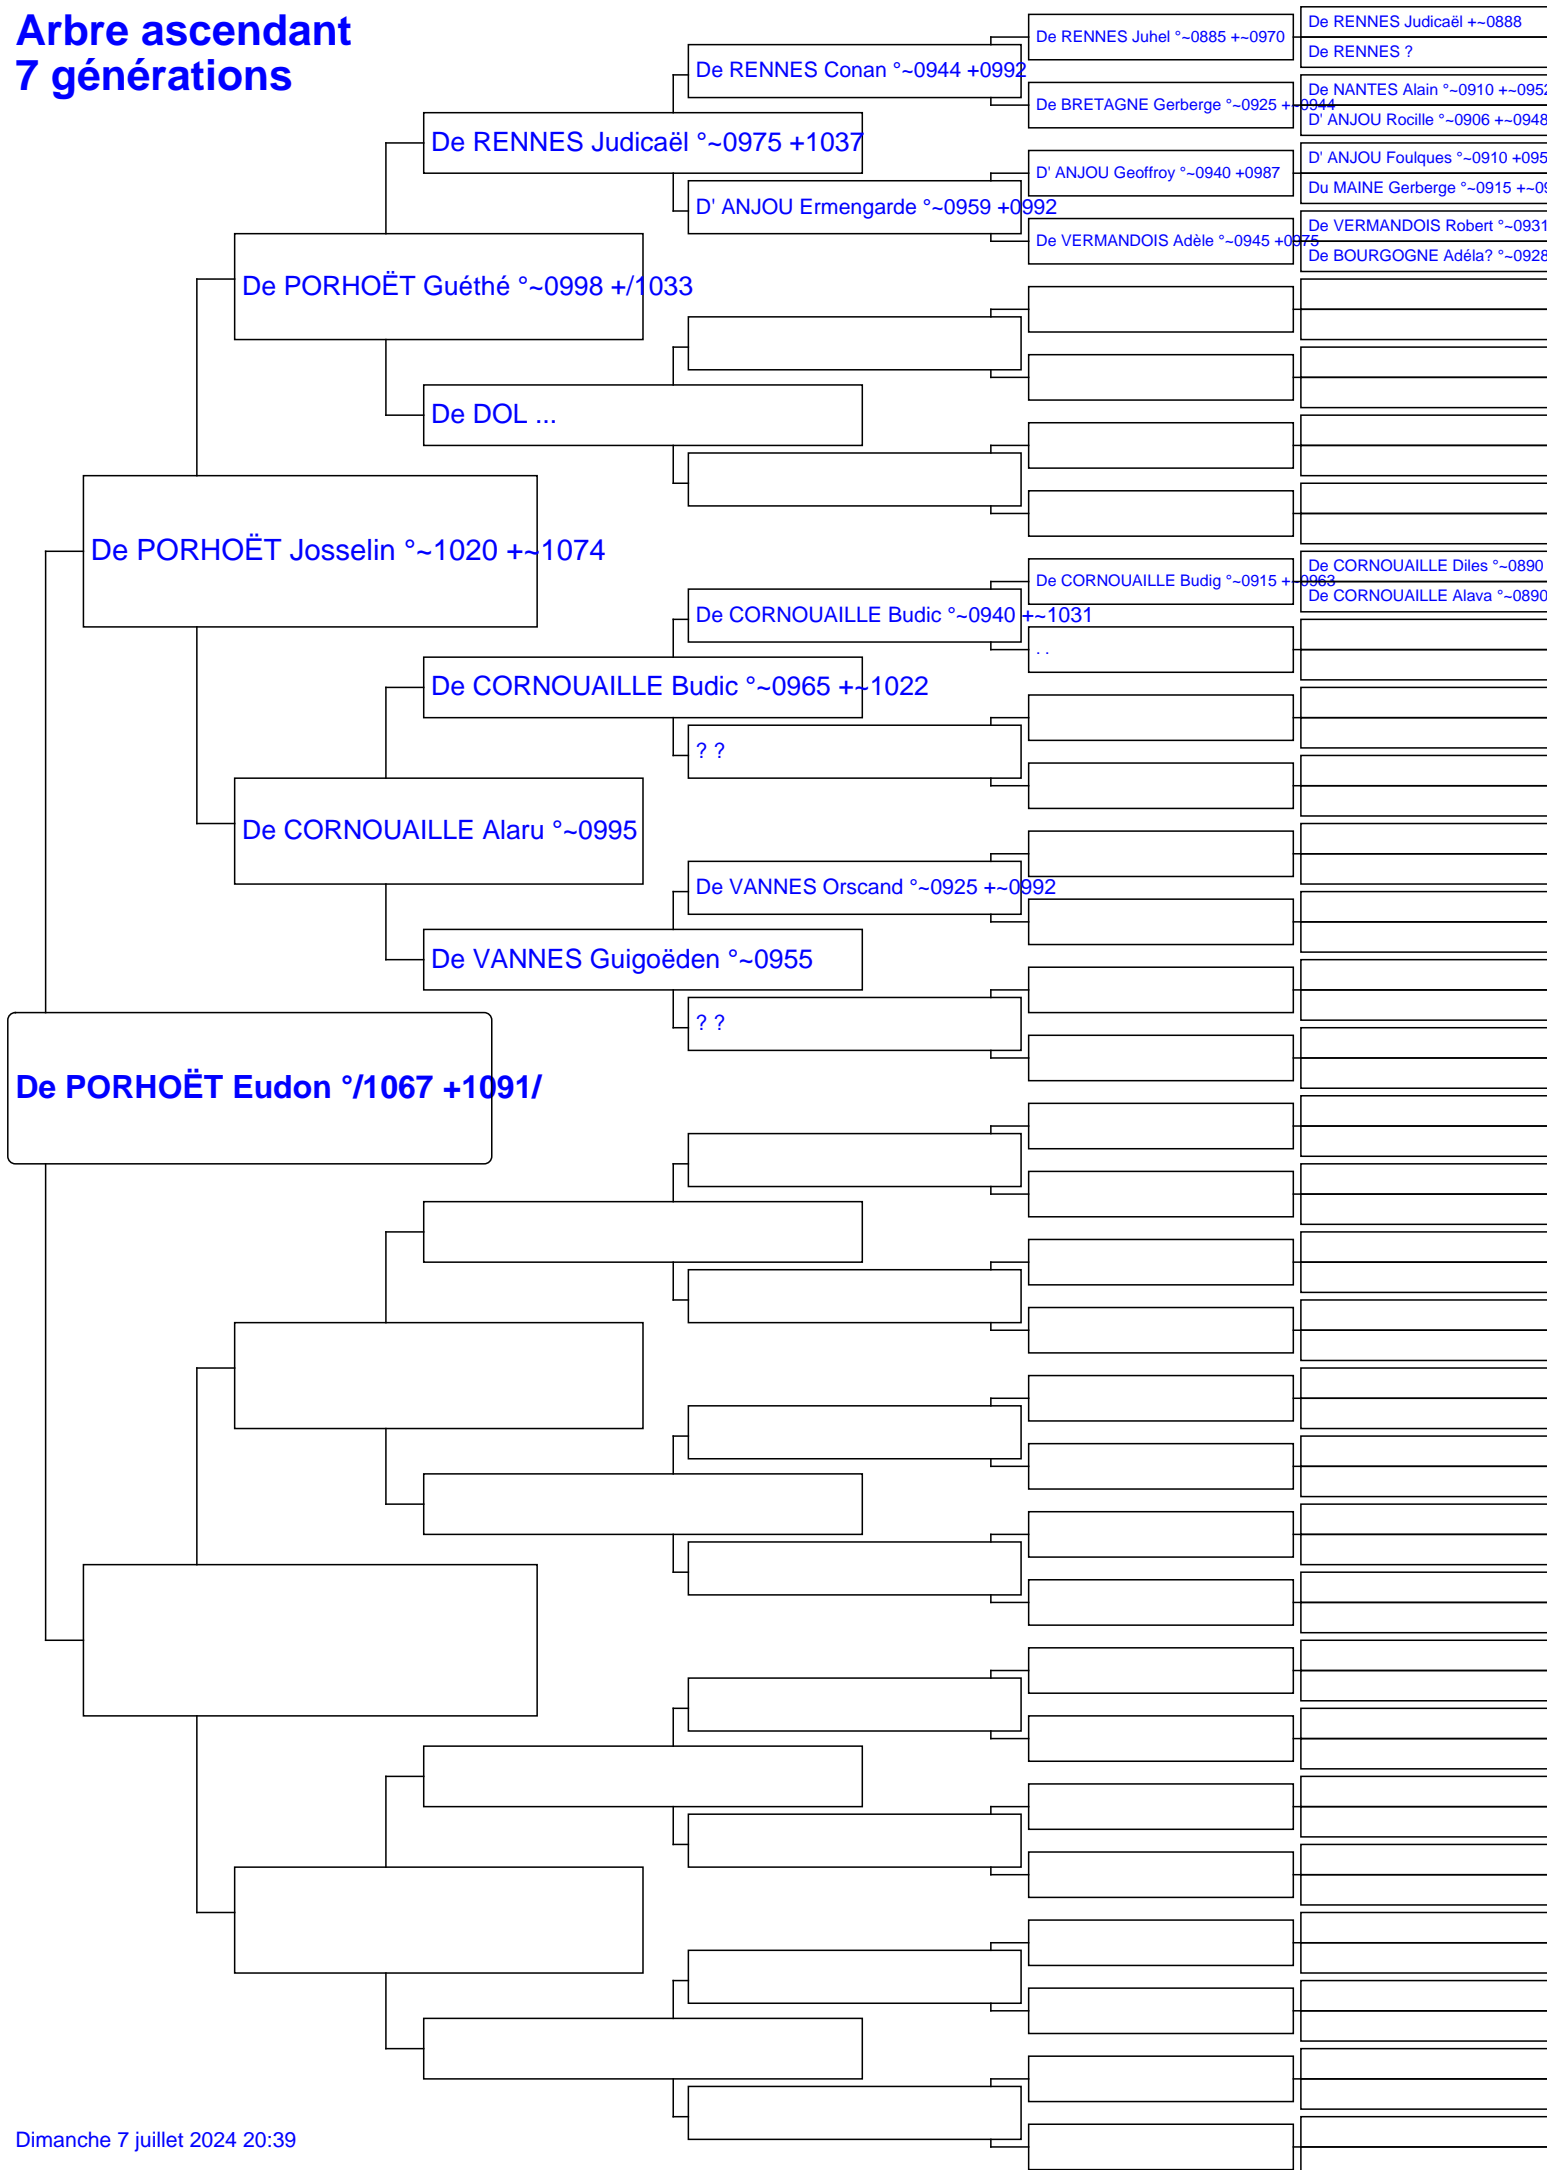 Arbre ascendant
7 générations
De RENNES Judicaël +~0888
De RENNES Juhel °~0885 +~0970
De RENNES ?
De RENNES Conan °~0944 +0992
De NANTES Alain °~0910 +~0952
De BRETAGNE Gerberge °~0925 +~0944
D' ANJOU Rocille °~0906 +~0948
De RENNES Judicaël °~0975 +1037
D' ANJOU Foulques °~0910 +095
D' ANJOU Geoffroy °~0940 +0987
Du MAINE Gerberge °~0915 +~09
D' ANJOU Ermengarde °~0959 +0992
De VERMANDOIS Robert °~0931
De VERMANDOIS Adèle °~0945 +0975
De BOURGOGNE Adéla? °~0928
De PORHOËT Guéthé °~0998 +/1033
De DOL ...
De PORHOËT Josselin °~1020 +~1074
De CORNOUAILLE Diles °~0890
De CORNOUAILLE Budig °~0915 +~0963
De CORNOUAILLE Alava °~0890
De CORNOUAILLE Budic °~0940 +~1031
. .
De CORNOUAILLE Budic °~0965 +~1022
? ?
De CORNOUAILLE Alaru °~0995
De VANNES Orscand °~0925 +~0992
De VANNES Guigoëden °~0955
? ?
De PORHOËT Eudon °/1067 +1091/
Dimanche 7 juillet 2024 20:39